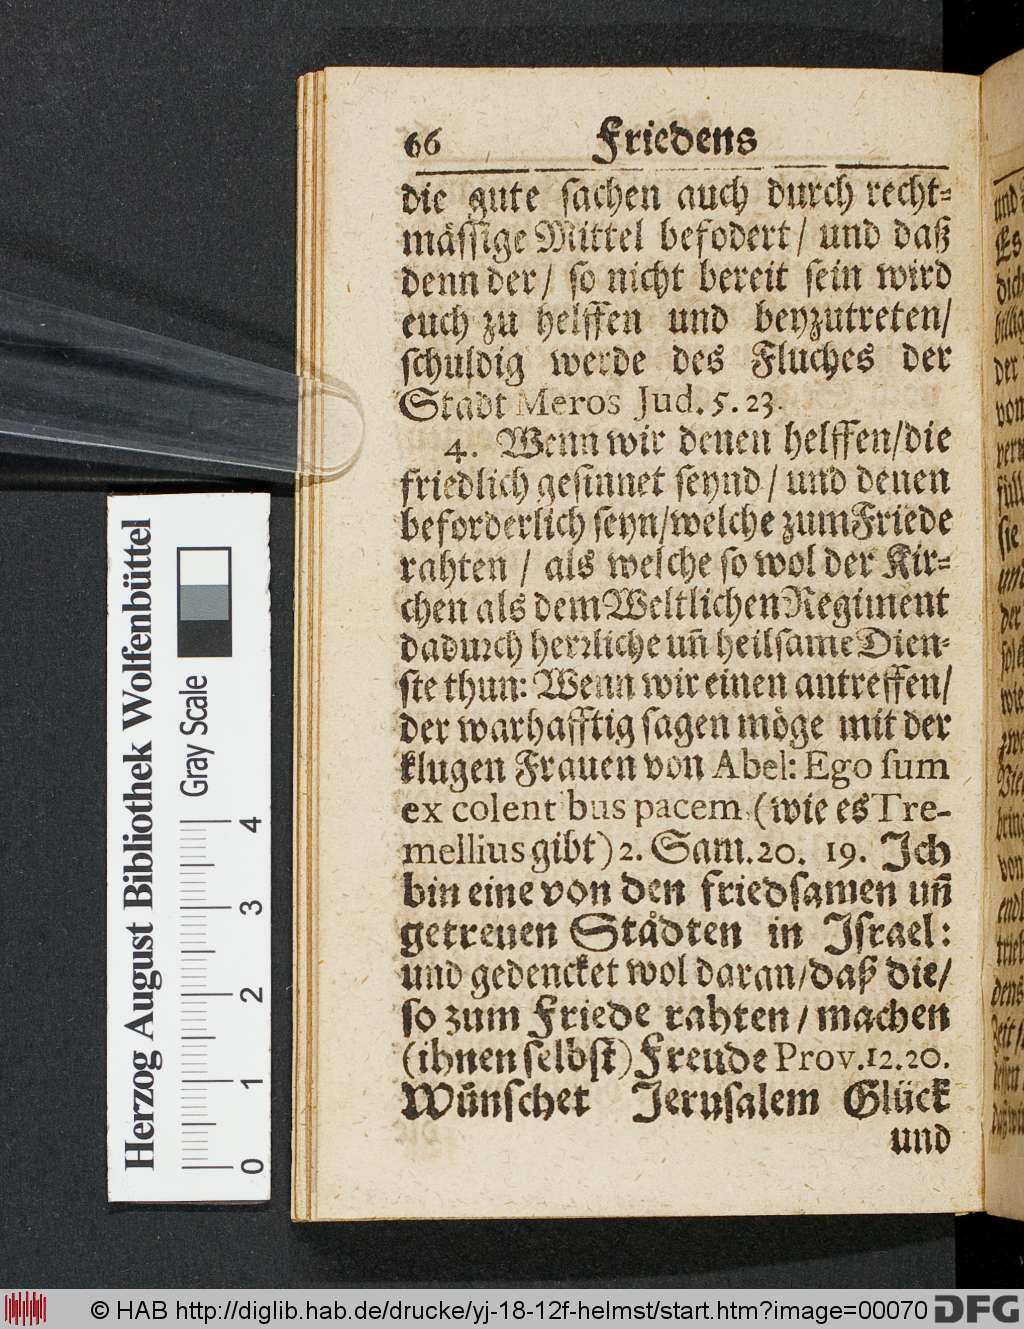 66 Friedens
die gute sachen auch durch recht=
mässige Mittel befodert/ und daß
denn der/ so nicht bereit sein wird
euch zu helffen und beyzutreten/
schuldig werde des Fluches der
Stadt Meros Jud. 5. 23.
4. Wenn wir denen helffen/die
friedlich gesinnet seynd/ und denen
beforderlich seyn/welche zum Friede
rahten / als welche so wol der Kir=
chen als dem Weltlichen Regiment
dadurch herrliche uñ heilsame Dien=
ste thun: Wenn wir einen antreffen/
der warhafftig sagen möge mit der
klugen Frauen von Abel: Ego sum
ex colent bus pacem (wie es Tre-
mellius gibt) 2. Sam. 20. 19. Ich
bin eine von den friedsamen uñ
getreuen Städten in Israel:
und gedencket wol daran/daß die/
so zum Friede rahten / machen
(ihnen selbst) Freude Prov. 12. 20.
Wünschet Jerusalem Glück
und
Herzog August Bibliothek Wolfenbüttel
Gray Scale
0 1 2 3 4
© HAB http://diglib.hab.de/drucke/yj-18-12f-helmst/start.htm?image=00070 DFG